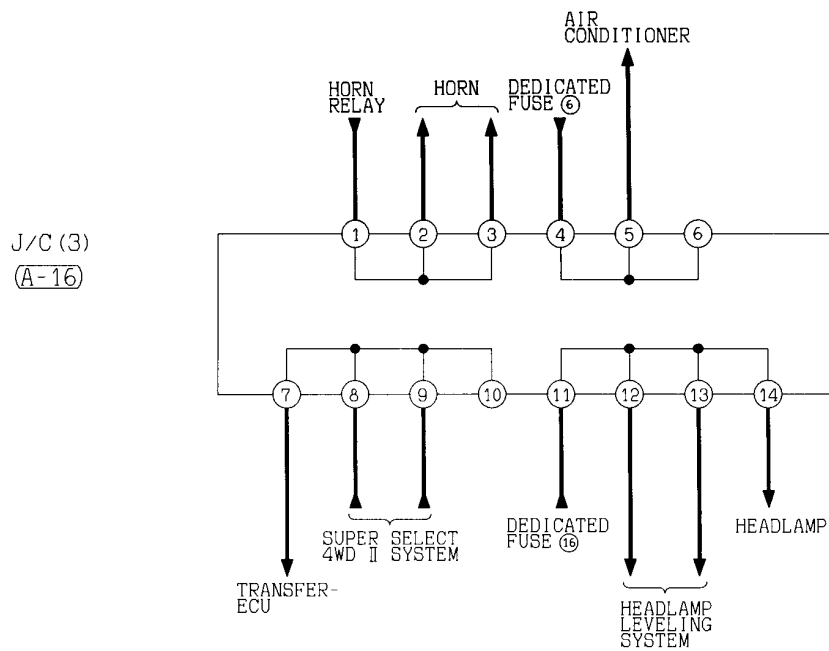 AIR
CONDITIONER
HORN
RELAY
HORN
DEDICATED
FUSE ⑥
J/C (3)
A-16
1 2 3 4 5 6
7 8 9 10 11 12 13 14
SUPER SELECT
4WD Ⅱ SYSTEM
DEDICATED
FUSE ⑯
HEADLAMP
TRANSFER-
ECU
HEADLAMP
LEVELING
SYSTEM